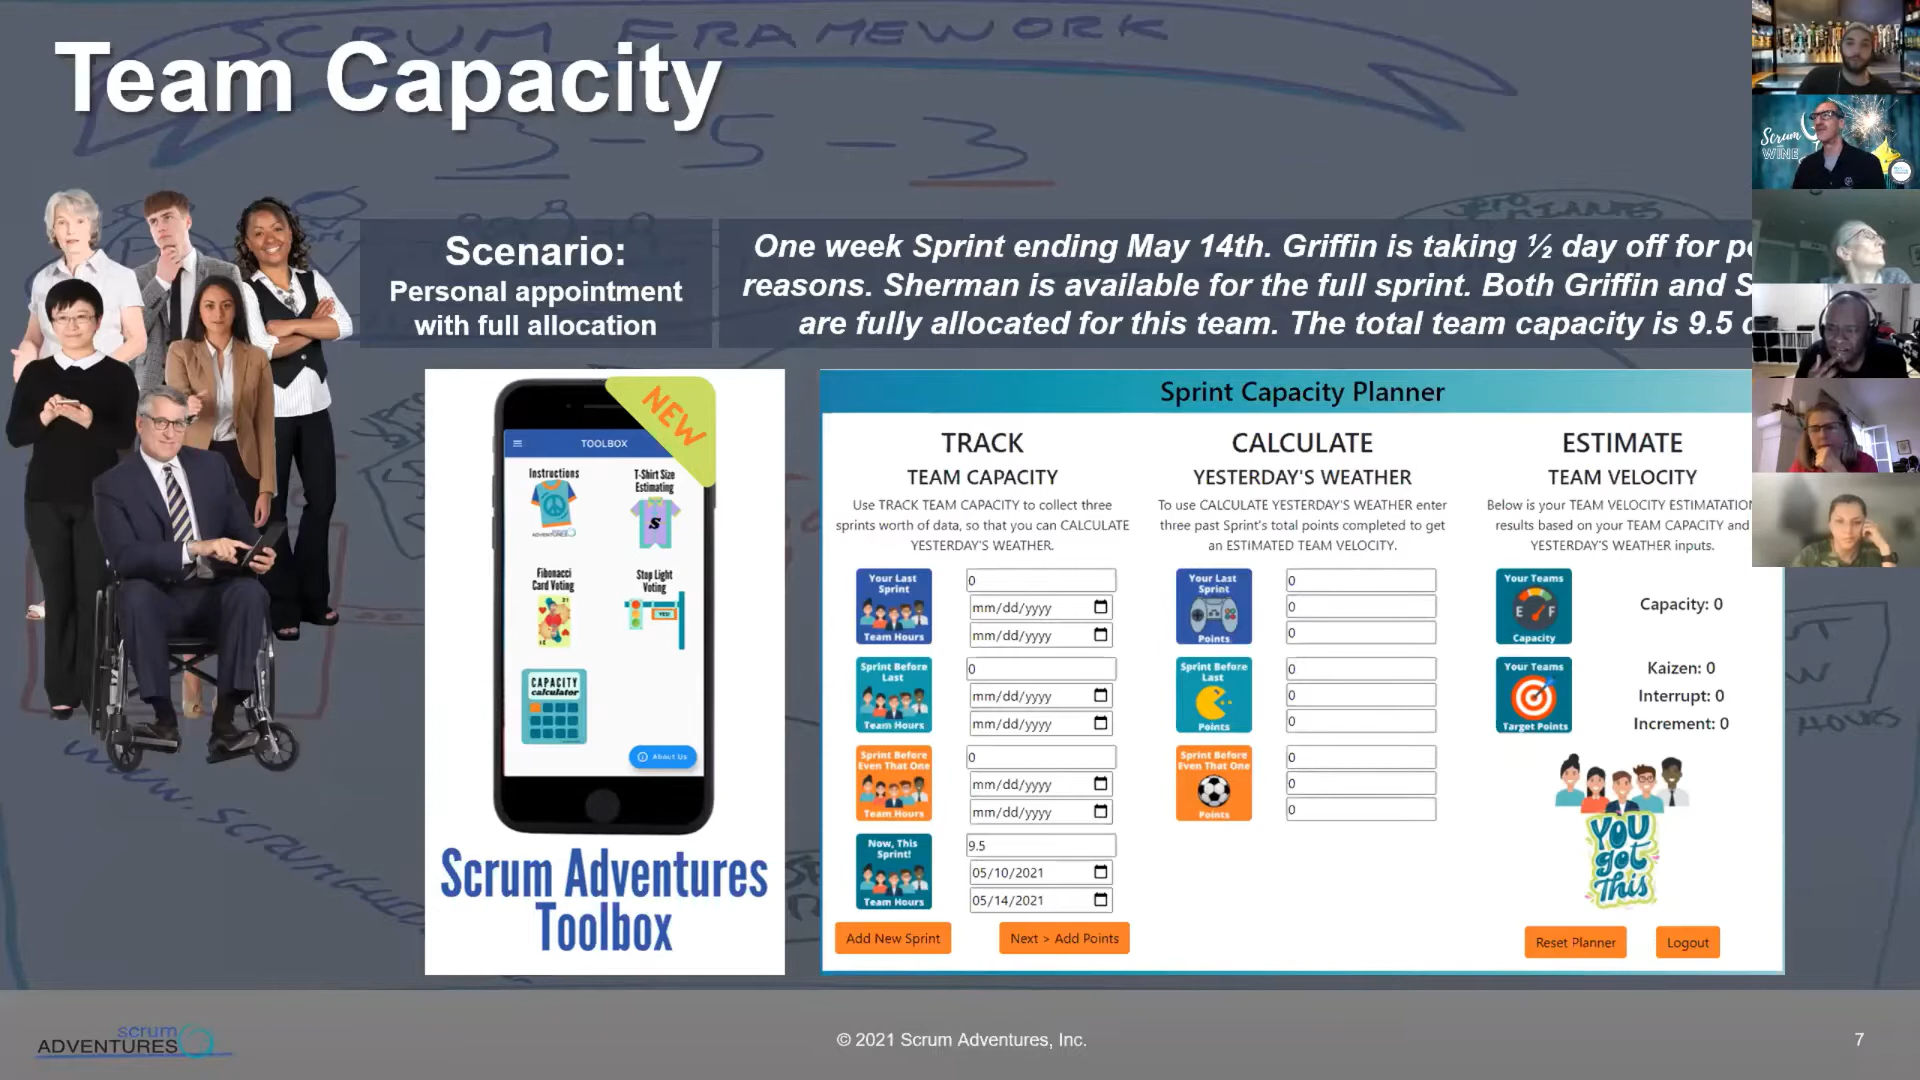 SCRUM FRAMEWORK
Team Capacity
3 - 5 - 3
Scrum
WINE
Scenario:
Personal appointment
with full allocation
One week Sprint ending May 14th. Griffin is taking ½ day off for
reasons. Sherman is available for the full sprint. Both Griffin and
are fully allocated for this team. The total team capacity is 9.5
NEW
TOOLBOX
Instructions
T-Shirt Size
Estimating
S
ADVENTURES
Fibonacci
Card Voting
Stop Light
Voting
YES!
CAPACITY
calculator
About Us
Scrum Adventures
Toolbox
Sprint Capacity Planner
TRACK
TEAM CAPACITY
Use TRACK TEAM CAPACITY to collect three
sprints worth of data, so that you can CALCULATE
YESTERDAY'S WEATHER.
Your Last
Sprint
Team Hours
0
mm/dd/yyyy
mm/dd/yyyy
Sprint Before
Last
Team Hours
0
mm/dd/yyyy
mm/dd/yyyy
Sprint Before
Even That One
Team Hours
0
mm/dd/yyyy
mm/dd/yyyy
Now, This
Sprint!
Team Hours
9.5
05/10/2021
05/14/2021
Add New Sprint
Next > Add Points
CALCULATE
YESTERDAY'S WEATHER
To use CALCULATE YESTERDAY'S WEATHER enter
three past Sprint's total points completed to get
an ESTIMATED TEAM VELOCITY.
Your Last
Sprint
Points
0
0
0
Sprint Before
Last
Points
0
0
0
Sprint Before
Even That One
Points
0
0
0
ESTIMATE
TEAM VELOCITY
Below is your TEAM VELOCITY ESTIMATATION
results based on your TEAM CAPACITY and
YESTERDAY'S WEATHER inputs.
Your Teams
E F
Capacity
Capacity: 0
Your Teams
Target Points
Kaizen: 0
Interrupt: 0
Increment: 0
YOU
got
this
Reset Planner
Logout
HOURS
scrum
ADVENTURES
© 2021 Scrum Adventures, Inc.
7